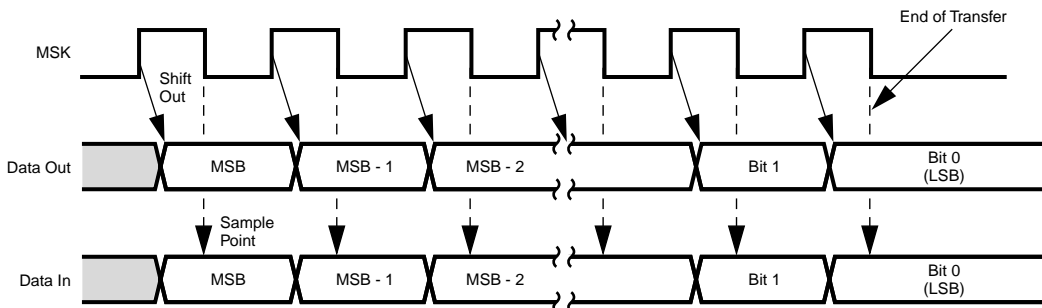 End of Transfer
MSK
Shift
Out
Data Out
MSB
MSB - 1
MSB - 2
Bit 1
Bit 0
(LSB)
Sample
Point
Data In
MSB
MSB - 1
MSB - 2
Bit 1
Bit 0
(LSB)